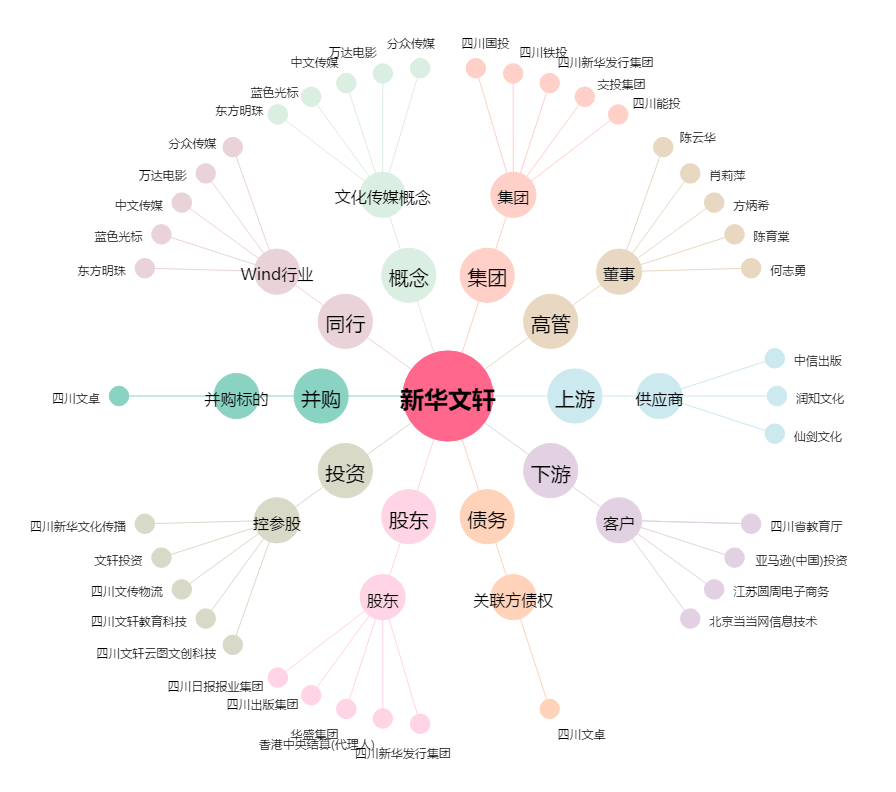 分众传媒
四川国投
万达电影
四川铁投
中文传媒
四川新华发行集团
蓝色光标
交投集团
东方明珠
四川能投
分众传媒
陈云华
万达电影
肖莉萍
文化传媒概念
集团
中文传媒
方炳希
蓝色光标
陈育棠
东方明珠
Wind行业
概念
集团
董事
何志勇
同行
高管
中信出版
四川文卓
并购标的
并购
新华文轩
上游
供应商
润知文化
仙剑文化
投资
下游
四川新华文化传播
控参股
股东
债务
客户
四川省教育厅
文轩投资
亚马逊(中国)投资
四川文传物流
股东
关联方债权
江苏圆周电子商务
四川文轩教育科技
北京当当网信息技术
四川文轩云图文创科技
四川日报报业集团
四川出版集团
华盛集团
四川文卓
香港中央结算(代理人)
四川新华发行集团